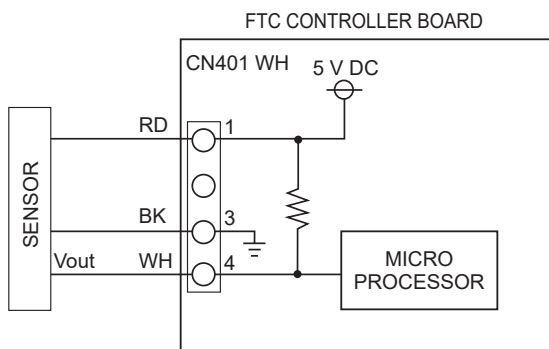 FTC CONTROLLER BOARD
CN401 WH
5 V DC
RD
1
SENSOR
BK
3
Vout
WH
4
MICRO
PROCESSOR